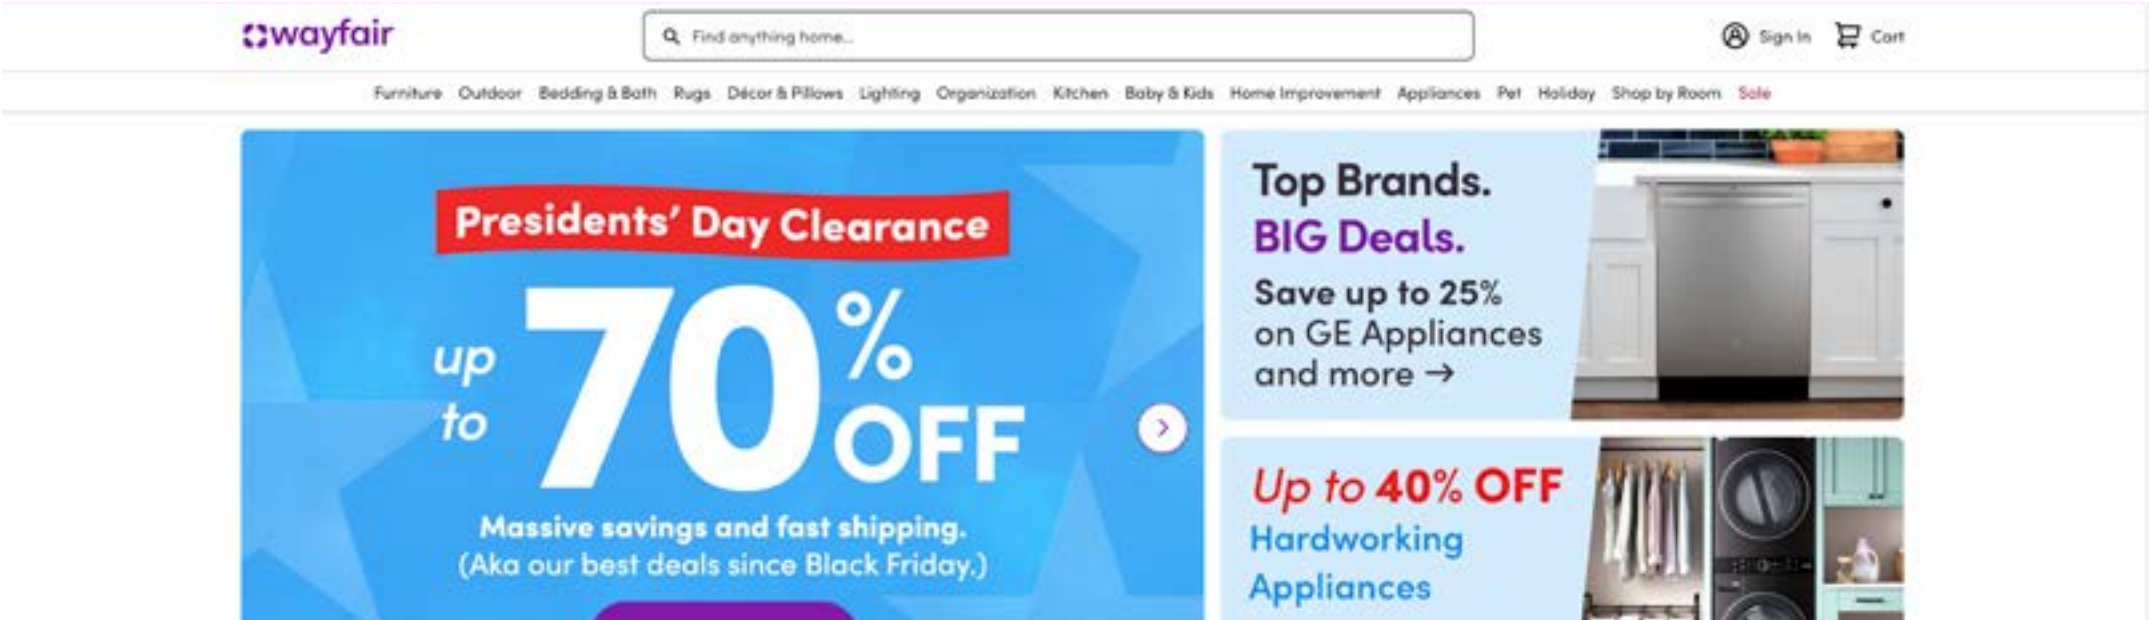 wayfair
Find anything home...
Sign In
Cart
Furniture Outdoor Bedding & Bath Rugs Décor & Pillows Lighting Organization Kitchen Baby & Kids Home Improvement Appliances Pet Holiday Shop by Room Sale
Presidents' Day Clearance
up to 70% OFF
Massive savings and fast shipping.
(Aka our best deals since Black Friday.)
Top Brands.
BIG Deals.
Save up to 25%
on GE Appliances
and more →
Up to 40% OFF
Hardworking
Appliances